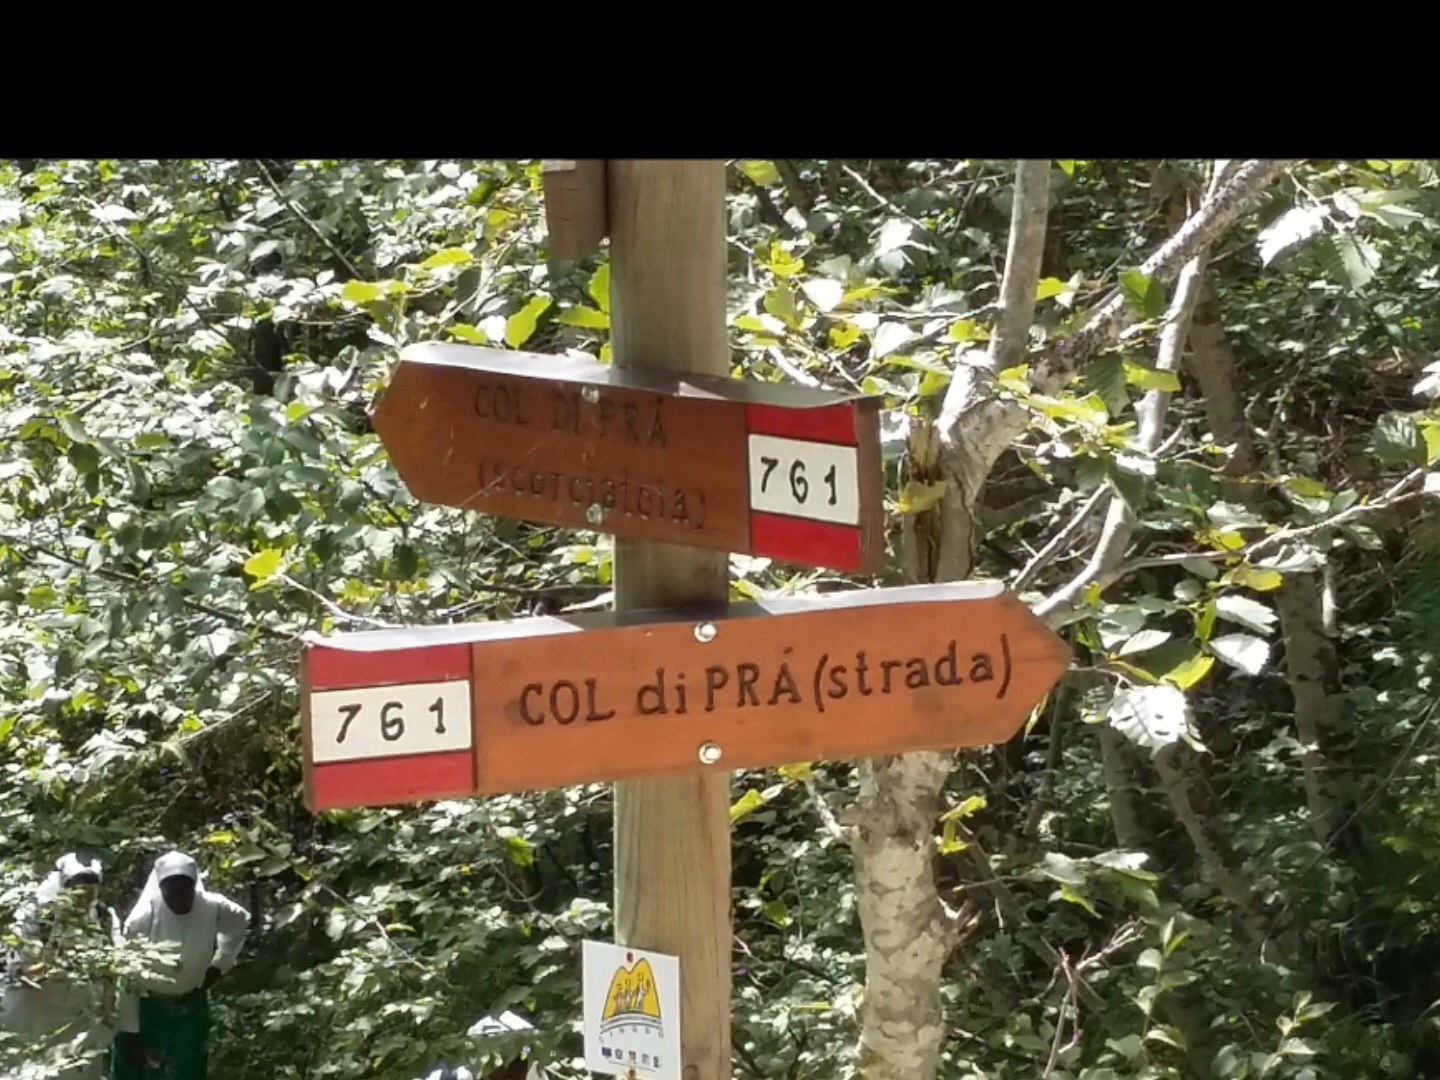 COL DI PRÁ
(scorciatoia)
761
761
COL di PRÁ (strada)